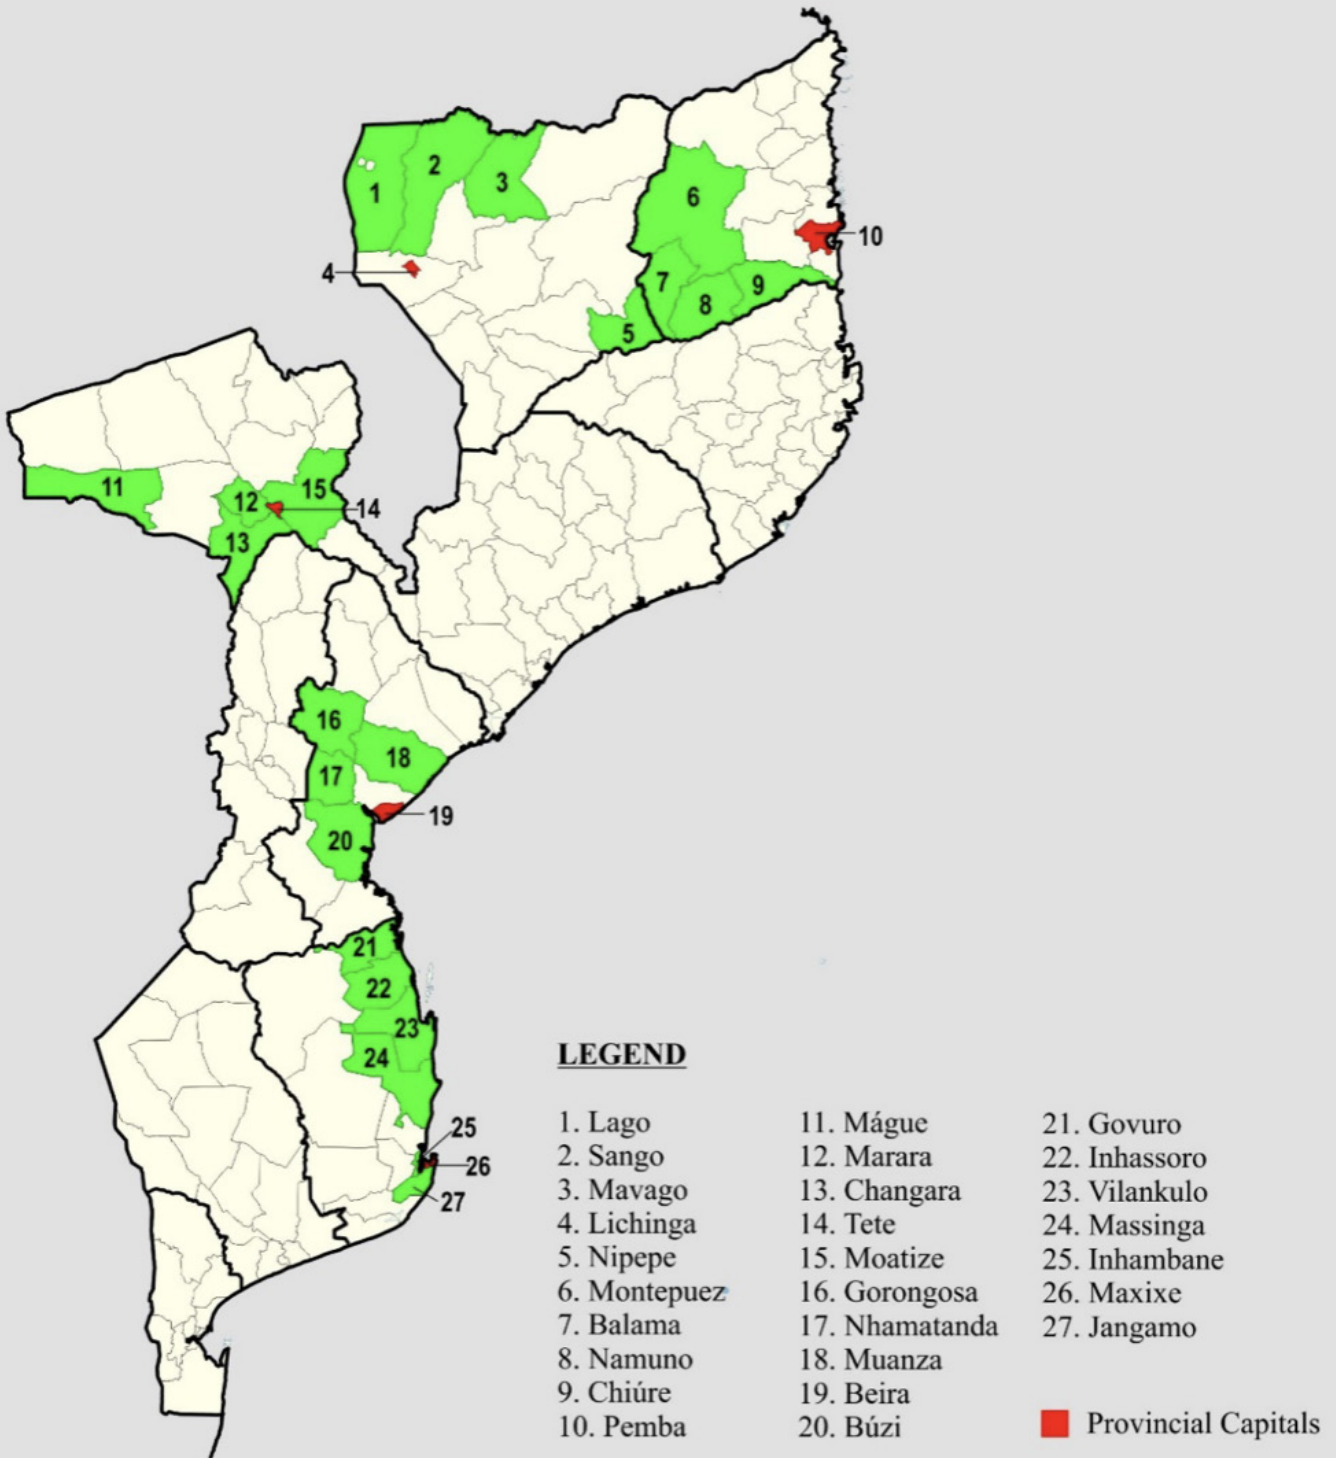 1
2
3
6
10
4
7
9
8
5
11
12
15
14
13
16
18
17
19
20
21
22
23
24
25
26
27
LEGEND
1. Lago
2. Sango
3. Mavago
4. Lichinga
5. Nipepe
6. Montepuez
7. Balama
8. Namuno
9. Chiúre
10. Pemba
11. Mágue
12. Marara
13. Changara
14. Tete
15. Moatize
16. Gorongosa
17. Nhamatanda
18. Muanza
19. Beira
20. Búzi
21. Govuro
22. Inhassoro
23. Vilankulo
24. Massinga
25. Inhambane
26. Maxixe
27. Jangamo
Provincial Capitals